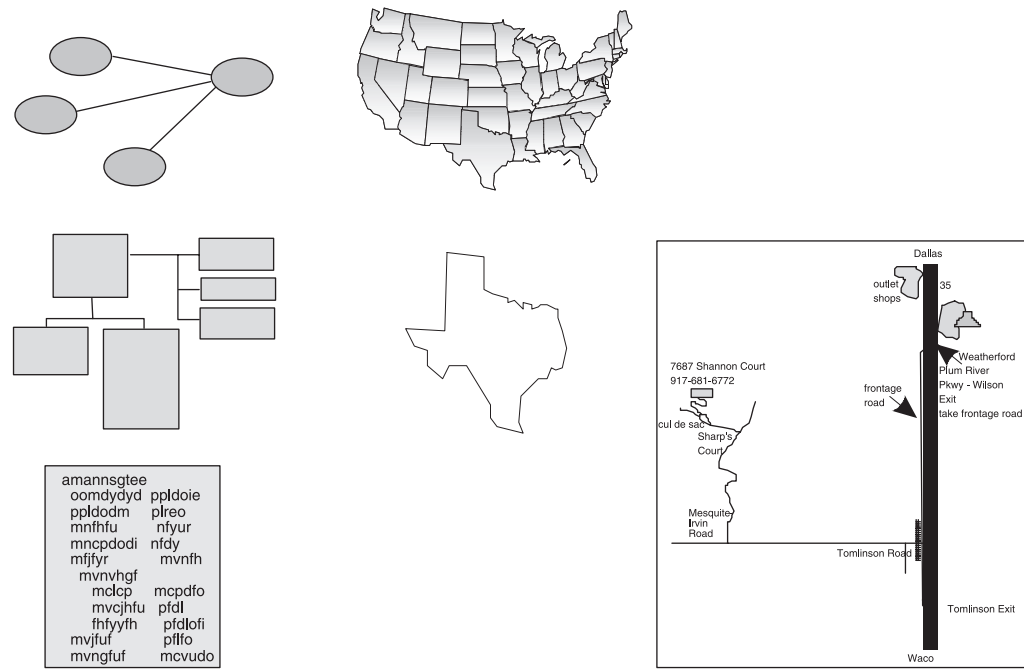 amannsgtee
oomdydyd ppldoie
ppldodm plreo
mnfhfu nfyur
mncpdodi nfdy
mfjfyr mvnfh
mvnvhgf
mclcp mcpdfo
mvcjhfu pfdl
fhfyyfh pfdlofi
mvjfuf pflfo
mvngfuf mcvudo
Dallas
outlet
shops
35
Weatherford
Plum River
Pkwy - Wilson
Exit
take frontage road
frontage
road
7687 Shannon Court
917-681-6772
cul de sac
Sharp's
Court
Mesquite-
Irvin
Road
Tomlinson Road
Tomlinson Exit
Waco